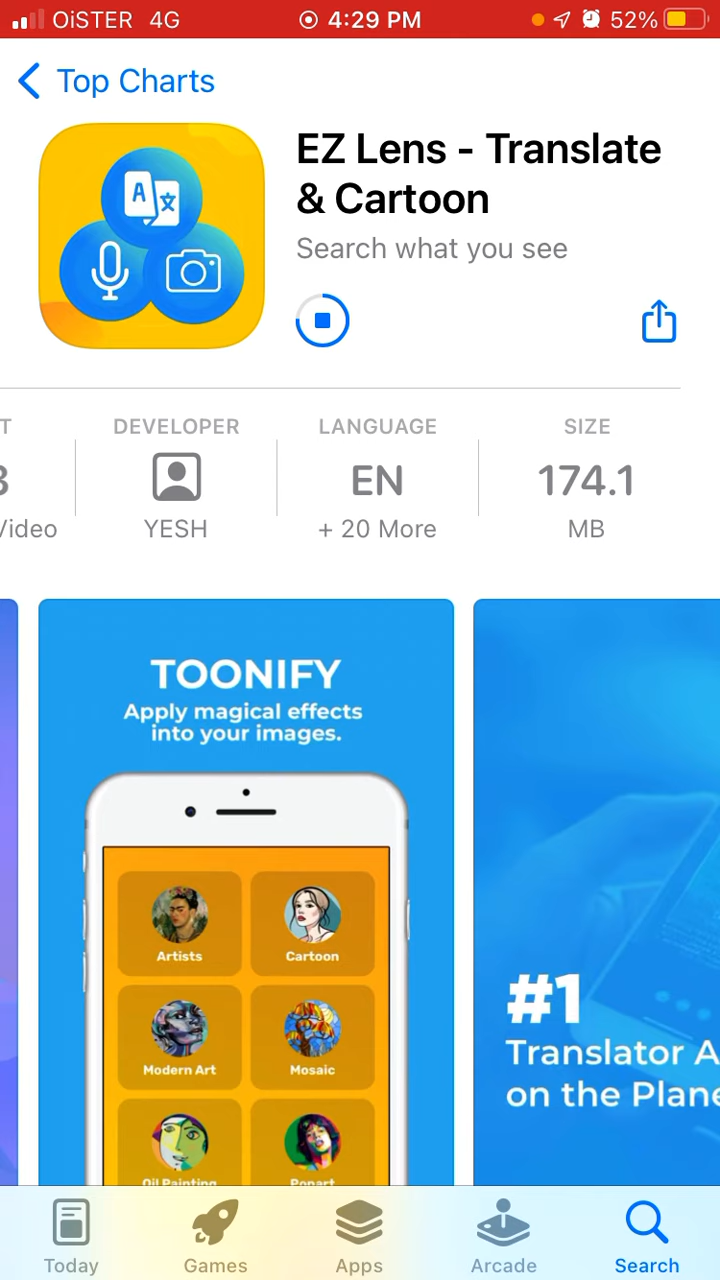 OiSTER 4G 4:29 PM 52%
Top Charts
EZ Lens - Translate
& Cartoon
Search what you see
DEVELOPER LANGUAGE SIZE
EN 174.1
Video YESH + 20 More MB
TOONIFY
Apply magical effects
into your images.
Artists Cartoon
Modern Art Mosaic
Oil Painting Popart
#1
Translator A
on the Plane
Today Games Apps Arcade Search